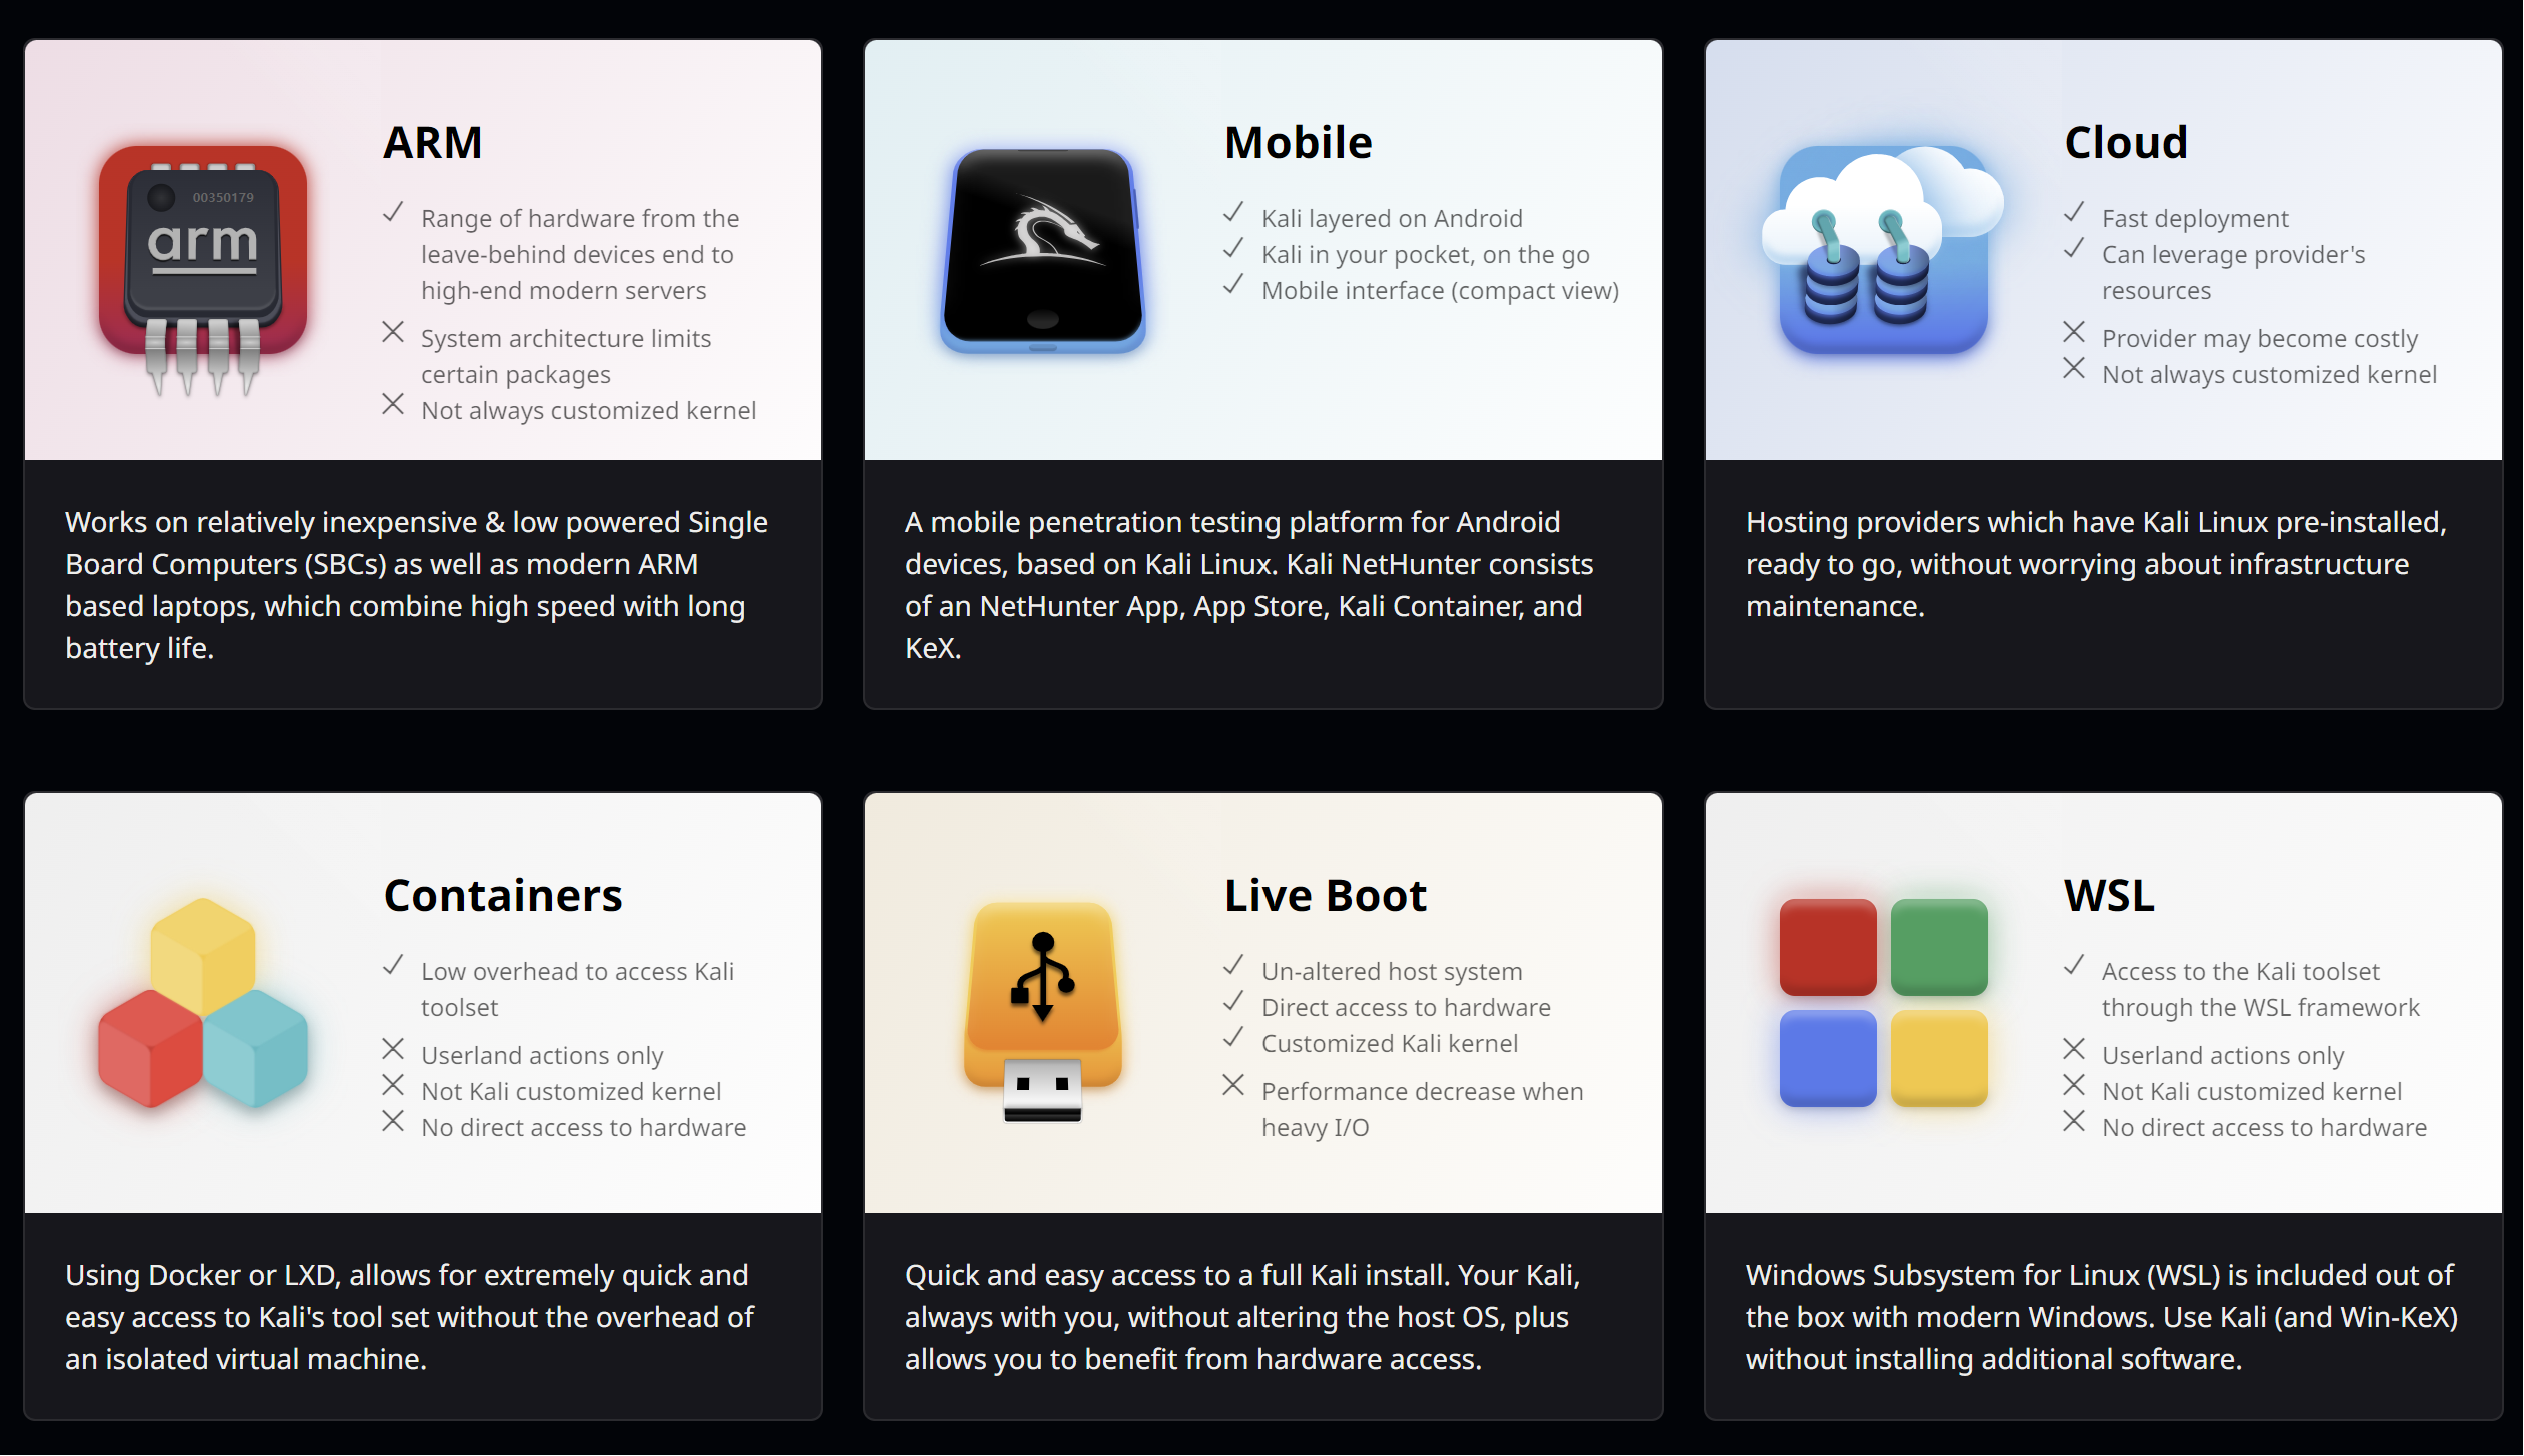 00350179
arm
ARM
Range of hardware from the
leave-behind devices end to
high-end modern servers
System architecture limits
certain packages
Not always customized kernel
Works on relatively inexpensive & low powered Single
Board Computers (SBCs) as well as modern ARM
based laptops, which combine high speed with long
battery life.
Mobile
Kali layered on Android
Kali in your pocket, on the go
Mobile interface (compact view)
A mobile penetration testing platform for Android
devices, based on Kali Linux. Kali NetHunter consists
of an NetHunter App, App Store, Kali Container, and
KeX.
Cloud
Fast deployment
Can leverage provider's
resources
Provider may become costly
Not always customized kernel
Hosting providers which have Kali Linux pre-installed,
ready to go, without worrying about infrastructure
maintenance.
Containers
Low overhead to access Kali
toolset
Userland actions only
Not Kali customized kernel
No direct access to hardware
Using Docker or LXD, allows for extremely quick and
easy access to Kali's tool set without the overhead of
an isolated virtual machine.
Live Boot
Un-altered host system
Direct access to hardware
Customized Kali kernel
Performance decrease when
heavy I/O
Quick and easy access to a full Kali install. Your Kali,
always with you, without altering the host OS, plus
allows you to benefit from hardware access.
WSL
Access to the Kali toolset
through the WSL framework
Userland actions only
Not Kali customized kernel
No direct access to hardware
Windows Subsystem for Linux (WSL) is included out of
the box with modern Windows. Use Kali (and Win-KeX)
without installing additional software.